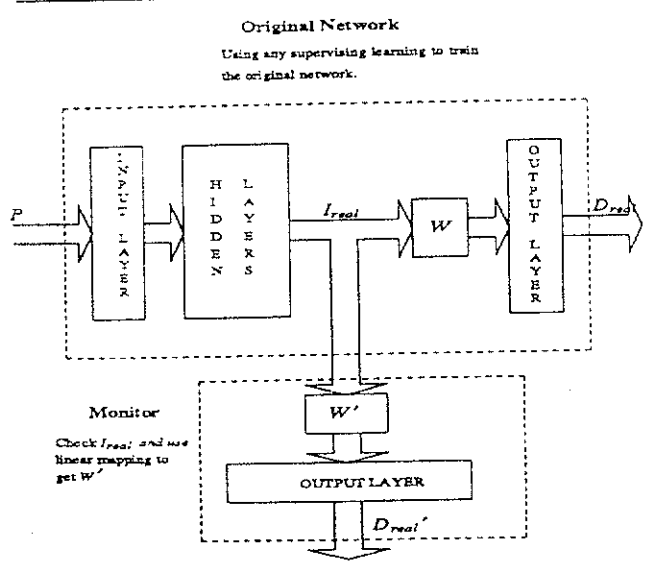 Original Network
Using any supervising learning to train
the original network.
P
INPUT LAYER
HIDDEN LAYERS
I_real
W
OUTPUT LAYER
D_real
Monitor
Check I_real; and use
linear mapping to
get W'
W'
OUTPUT LAYER
D_real'